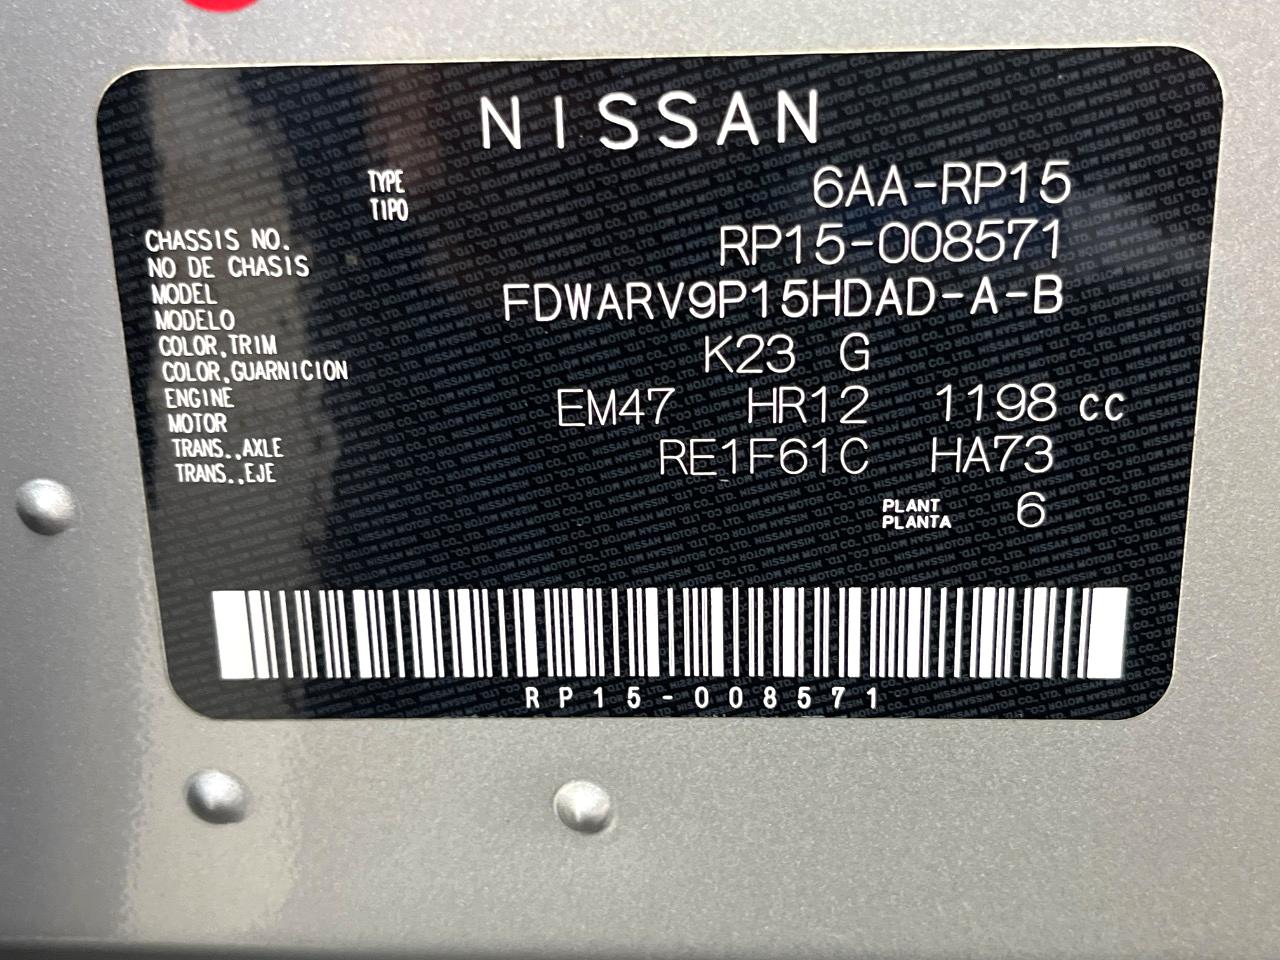 NISSAN
TYPE 6AA-RP15
TIPO
CHASSIS NO. RP15-008571
NO DE CHASIS
MODEL FDWARV9P15HDAD-A-B
MODELO
COLOR,TRIM K23 G
COLOR,GUARNICION
ENGINE EM47 HR12 1198 cc
MOTOR
TRANS.,AXLE RE1F61C HA73
TRANS.,EJE
PLANT 6
PLANTA
RP15-008571